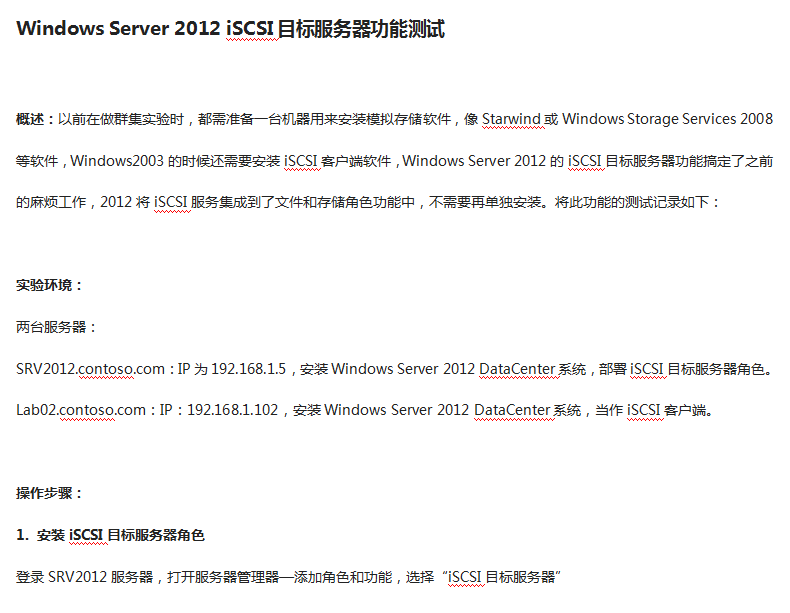 Windows Server 2012 iSCSI目标服务器功能测试
概述：以前在做群集实验时，都需准备一台机器用来安装模拟存储软件，像 Starwind 或 Windows Storage Services 2008
等软件，Windows2003 的时候还需要安装 iSCSI 客户端软件，Windows Server 2012 的 iSCSI 目标服务器功能搞定了之前
的麻烦工作，2012 将 iSCSI 服务集成到了文件和存储角色功能中，不需要再单独安装。将此功能的测试记录如下：
实验环境：
两台服务器：
SRV2012.contoso.com：IP 为 192.168.1.5，安装 Windows Server 2012 DataCenter 系统，部署 iSCSI 目标服务器角色。
Lab02.contoso.com：IP：192.168.1.102，安装 Windows Server 2012 DataCenter 系统，当作 iSCSI 客户端。
操作步骤：
1. 安装 iSCSI 目标服务器角色
登录 SRV2012 服务器，打开服务器管理器—添加角色和功能，选择“iSCSI 目标服务器”